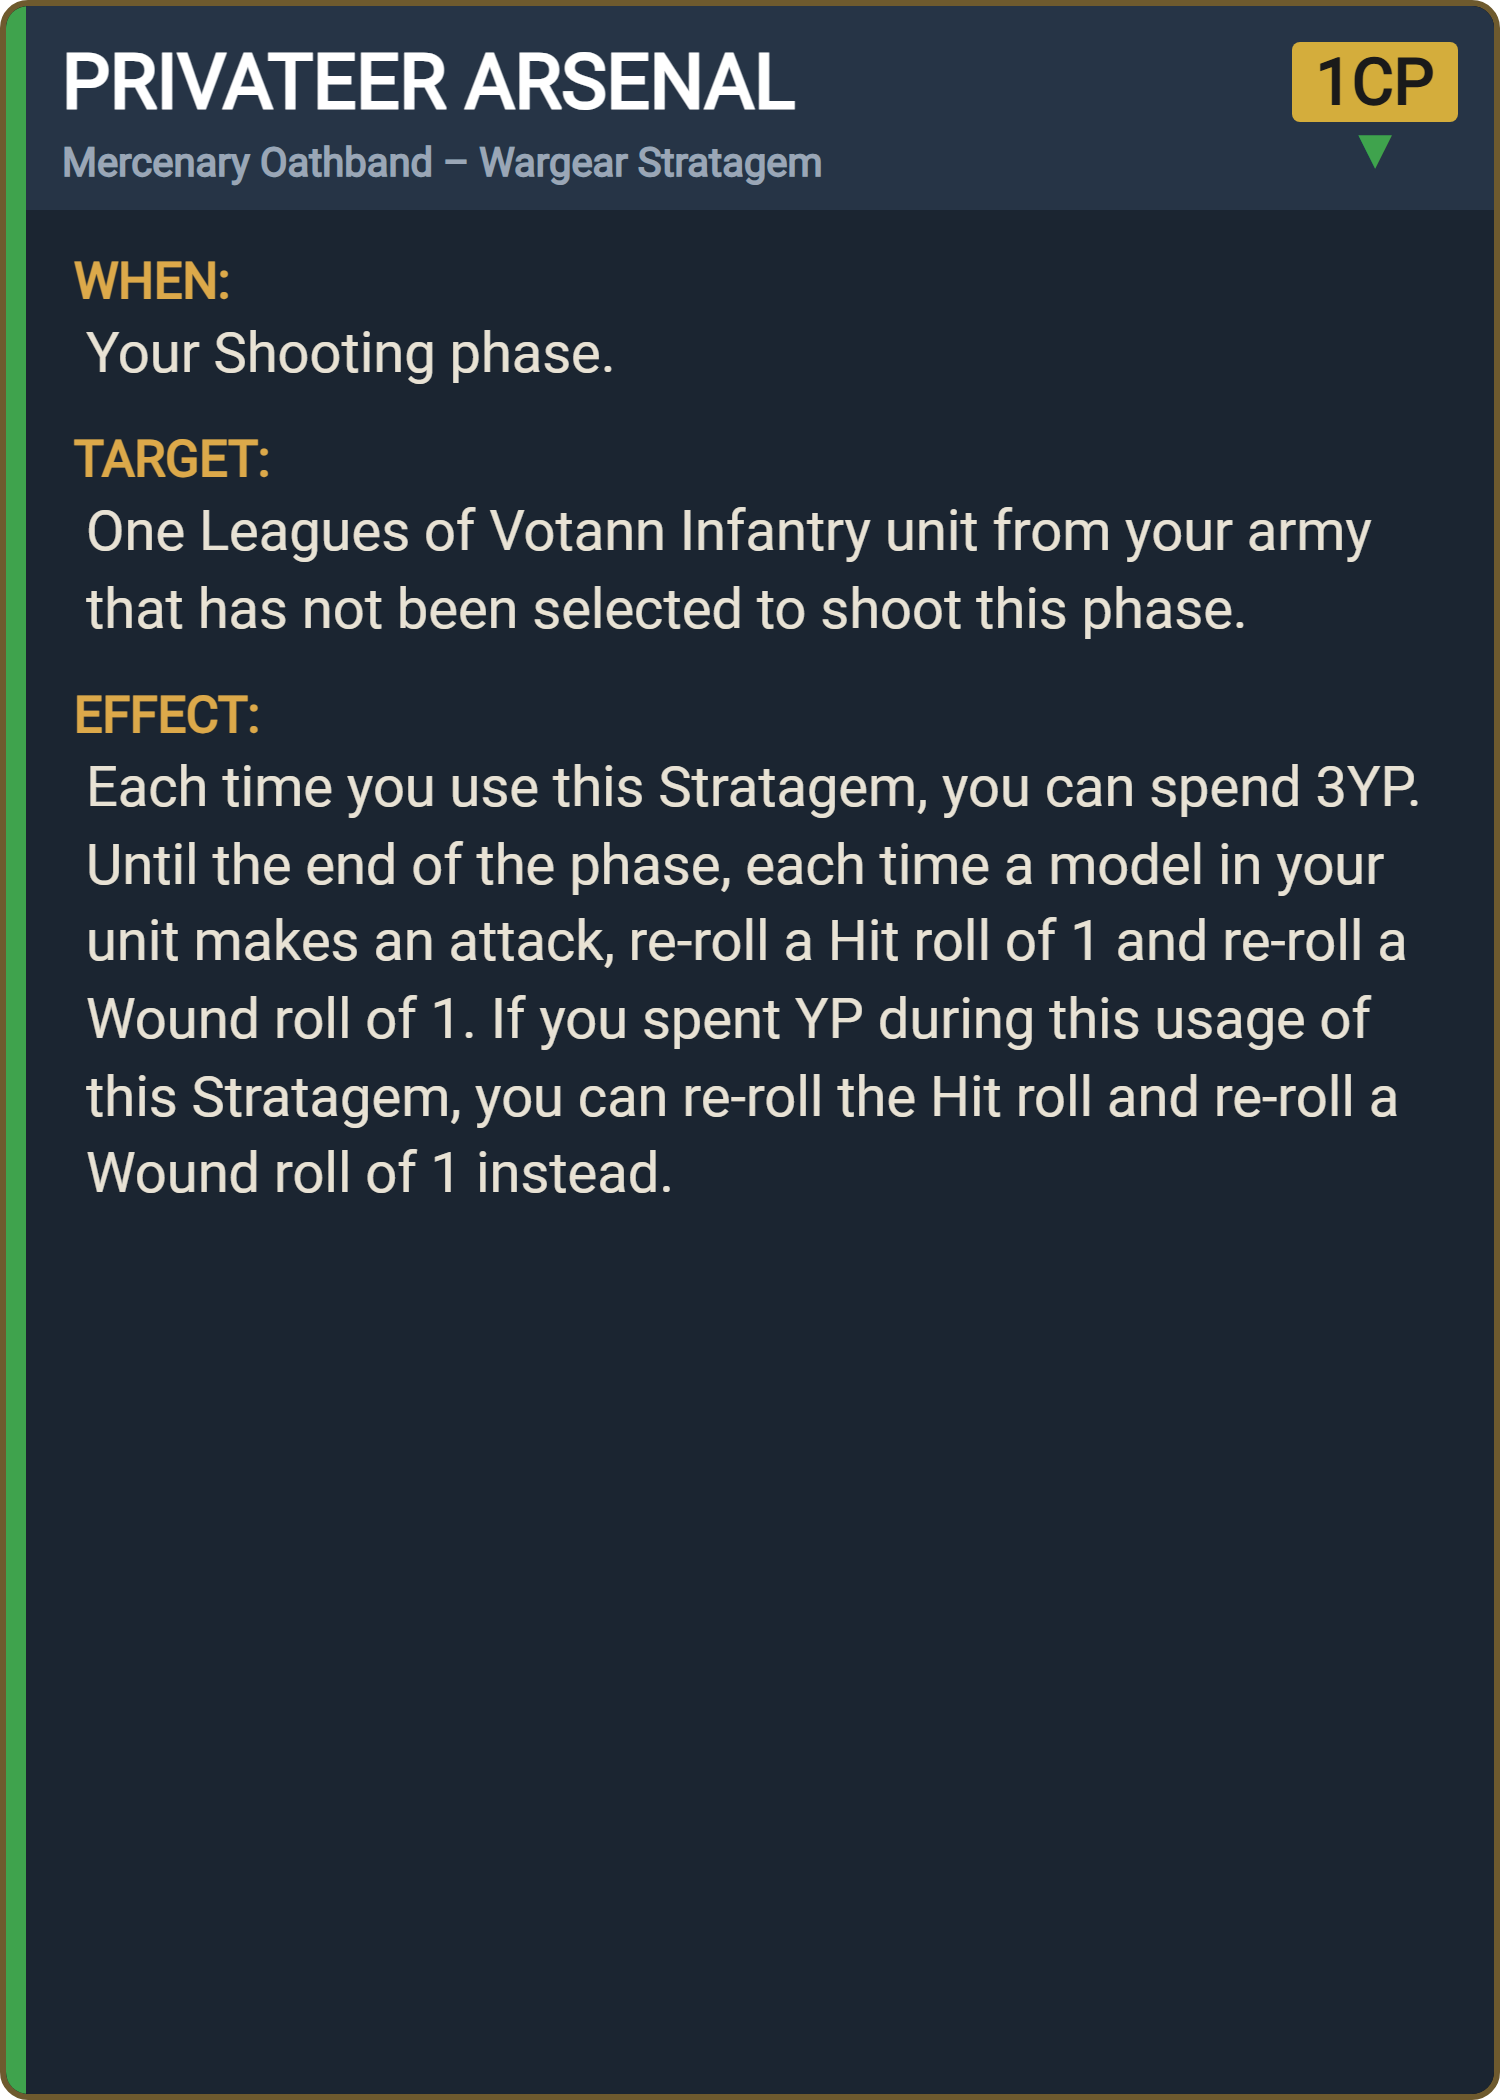 PRIVATEER ARSENAL
1CP
Mercenary Oathband – Wargear Stratagem
WHEN:
Your Shooting phase.
TARGET:
One Leagues of Votann Infantry unit from your army
that has not been selected to shoot this phase.
EFFECT:
Each time you use this Stratagem, you can spend 3YP.
Until the end of the phase, each time a model in your
unit makes an attack, re-roll a Hit roll of 1 and re-roll a
Wound roll of 1. If you spent YP during this usage of
this Stratagem, you can re-roll the Hit roll and re-roll a
Wound roll of 1 instead.